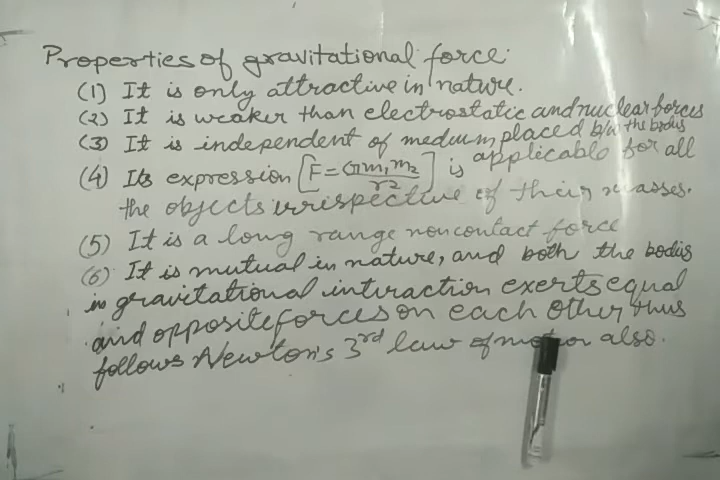 Properties of gravitational force:
(1) It is only attractive in nature.
(2) It is weaker than electrostatic and nuclear forces
(3) It is independent of medium placed b/w the bodies
(4) Its expression [F = Gm₁m₂/r²] is applicable for all
the objects irrispective of their masses.
(5) It is a long range noncontact force
(6) It is mutual in nature, and both the bodies
in gravitational interaction exerts equal
and opposite forces on each other thus
follows Newton's 3rd law of motion also.